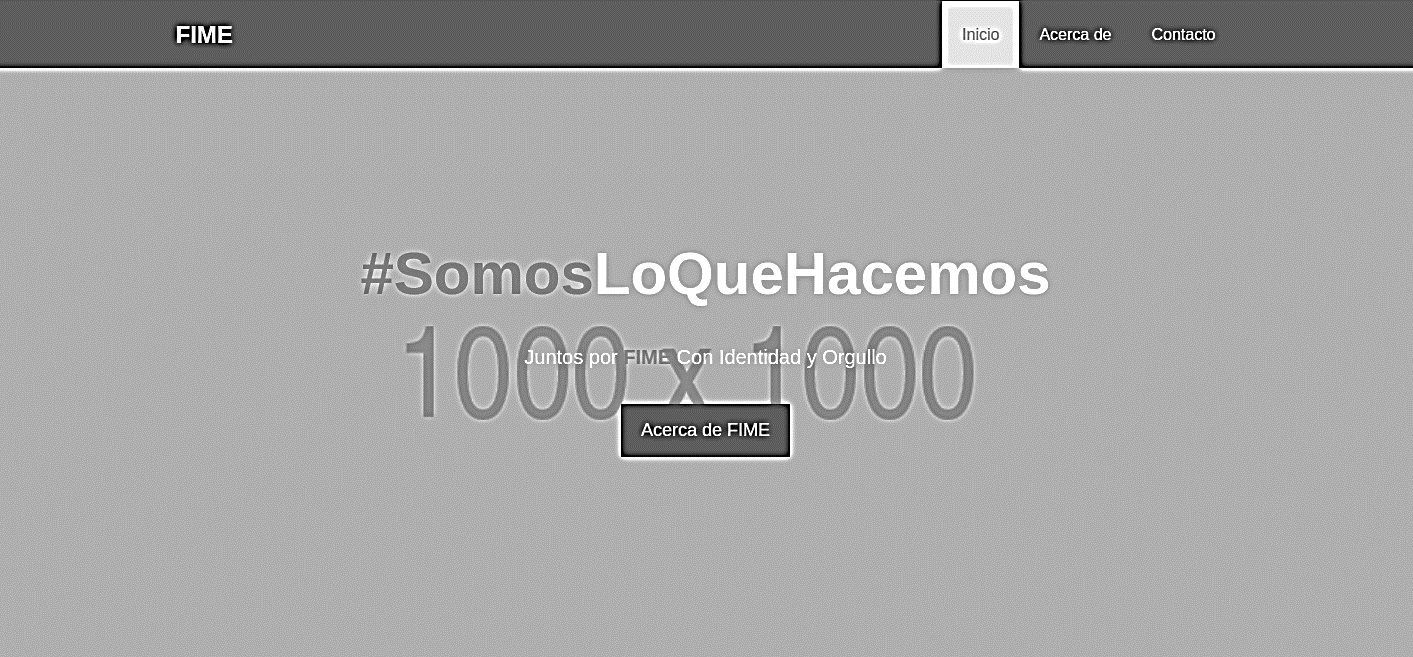 FIME
Inicio Acerca de Contacto
#SomosLoQueHacemos
1000 x 1000
Juntos por FIME Con Identidad y Orgullo
Acerca de FIME